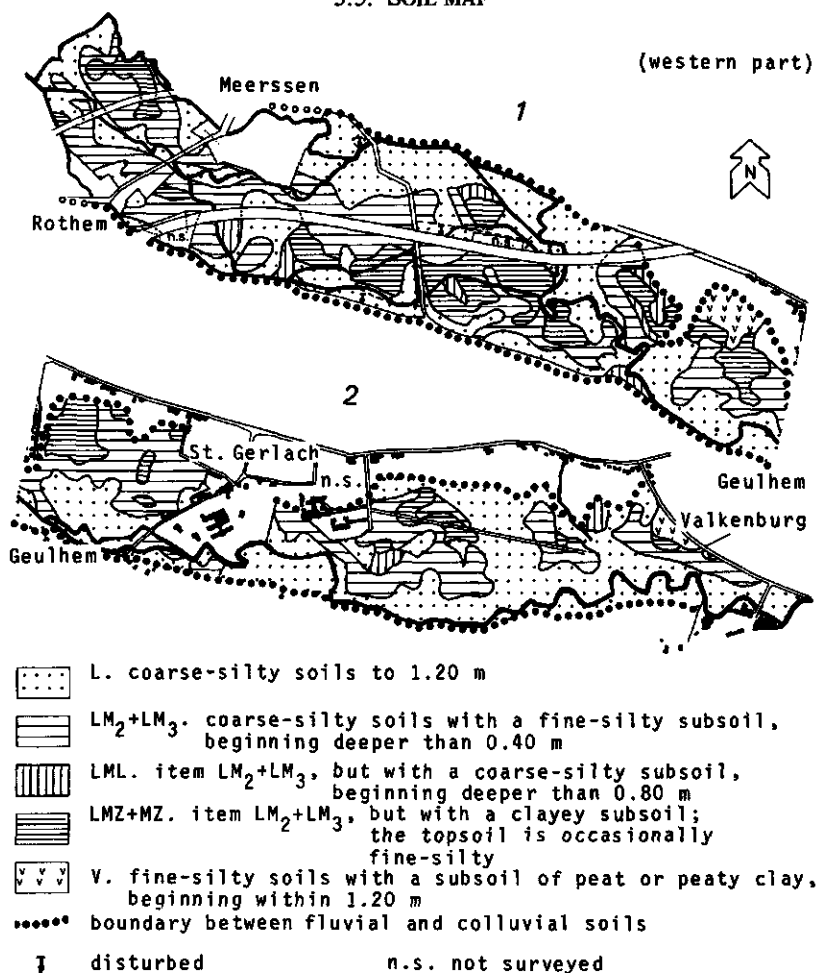 3.3. SOIL MAP
(western part)
Meerssen
1
N
Rothem
n.s.
n.s.
2
St. Gerlach
n.s.
Geulhem
Valkenburg
Geulhem
L. coarse-silty soils to 1.20 m
LM₂+LM₃. coarse-silty soils with a fine-silty subsoil,
beginning deeper than 0.40 m
LML. item LM₂+LM₃, but with a coarse-silty subsoil,
beginning deeper than 0.80 m
LMZ+MZ. item LM₂+LM₃, but with a clayey subsoil;
the topsoil is occasionally
fine-silty
V. fine-silty soils with a subsoil of peat or peaty clay,
beginning within 1.20 m
boundary between fluvial and colluvial soils
disturbed n.s. not surveyed